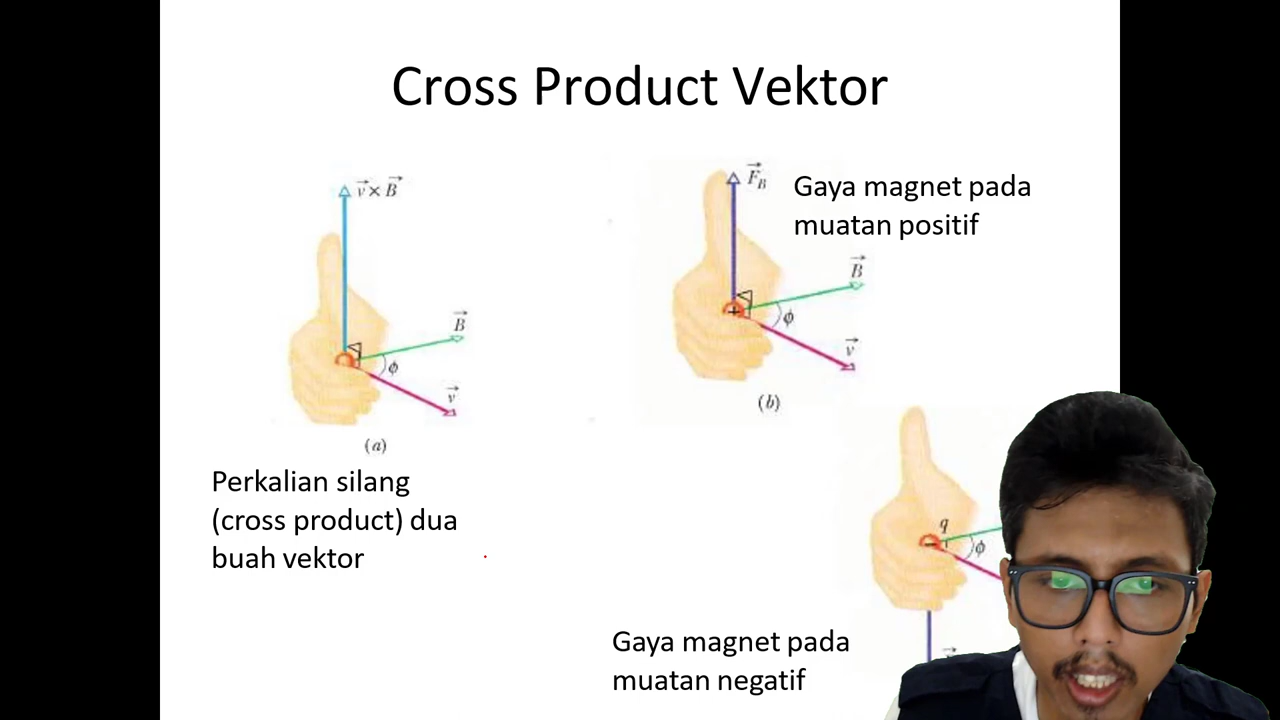 Cross Product Vektor
v × B
B
ϕ
v
(a)
Perkalian silang
(cross product) dua
buah vektor
F_B
Gaya magnet pada
muatan positif
B
+
ϕ
v
(b)
q
ϕ
Gaya magnet pada
muatan negatif